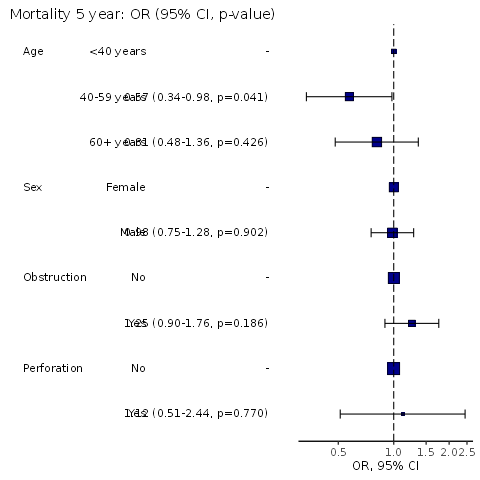 Mortality 5 year: OR (95% CI, p-value)
Age <40 years -
40-59 years 0.57 (0.34-0.98, p=0.041)
60+ years 0.81 (0.48-1.36, p=0.426)
Sex Female -
Male 0.98 (0.75-1.28, p=0.902)
Obstruction No -
Yes 1.25 (0.90-1.76, p=0.186)
Perforation No -
Yes 1.12 (0.51-2.44, p=0.770)
0.5 1.0 1.5 2.0 2.5
OR, 95% CI